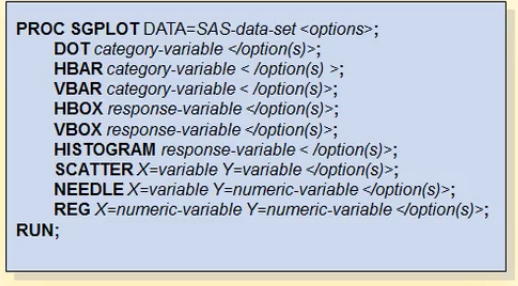 PROC SGPLOT DATA=SAS-data-set <options>;
DOT category-variable </option(s)>;
HBAR category-variable < /option(s) >;
VBAR category-variable < /option(s)>;
HBOX response-variable </option(s)>;
VBOX response-variable </option(s)>;
HISTOGRAM response-variable < /option(s)>;
SCATTER X=variable Y=variable </option(s)>;
NEEDLE X=variable Y=numeric-variable </option(s)>;
REG X=numeric-variable Y=numeric-variable </option(s)>;
RUN;